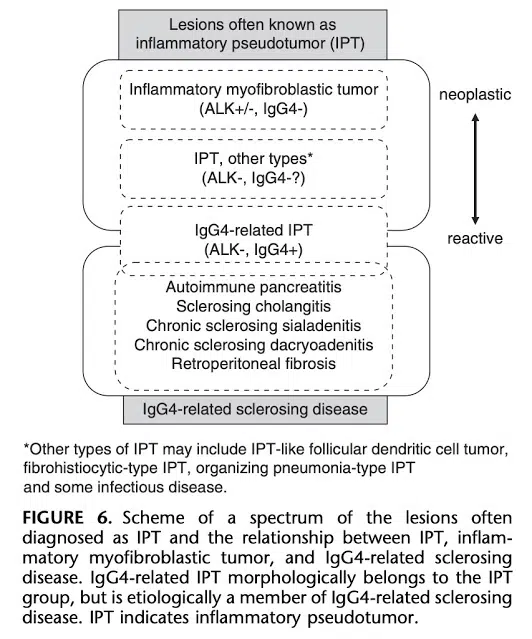 Lesions often known as
inflammatory pseudotumor (IPT)
Inflammatory myofibroblastic tumor
(ALK+/-, IgG4-)
neoplastic
IPT, other types*
(ALK-, IgG4-?)
IgG4-related IPT
(ALK-, IgG4+)
reactive
Autoimmune pancreatitis
Sclerosing cholangitis
Chronic sclerosing sialadenitis
Chronic sclerosing dacryoadenitis
Retroperitoneal fibrosis
IgG4-related sclerosing disease
*Other types of IPT may include IPT-like follicular dendritic cell tumor,
fibrohistiocytic-type IPT, organizing pneumonia-type IPT
and some infectious disease.
FIGURE 6. Scheme of a spectrum of the lesions often
diagnosed as IPT and the relationship between IPT, inflam-
matory myofibroblastic tumor, and IgG4-related sclerosing
disease. IgG4-related IPT morphologically belongs to the IPT
group, but is etiologically a member of IgG4-related sclerosing
disease. IPT indicates inflammatory pseudotumor.